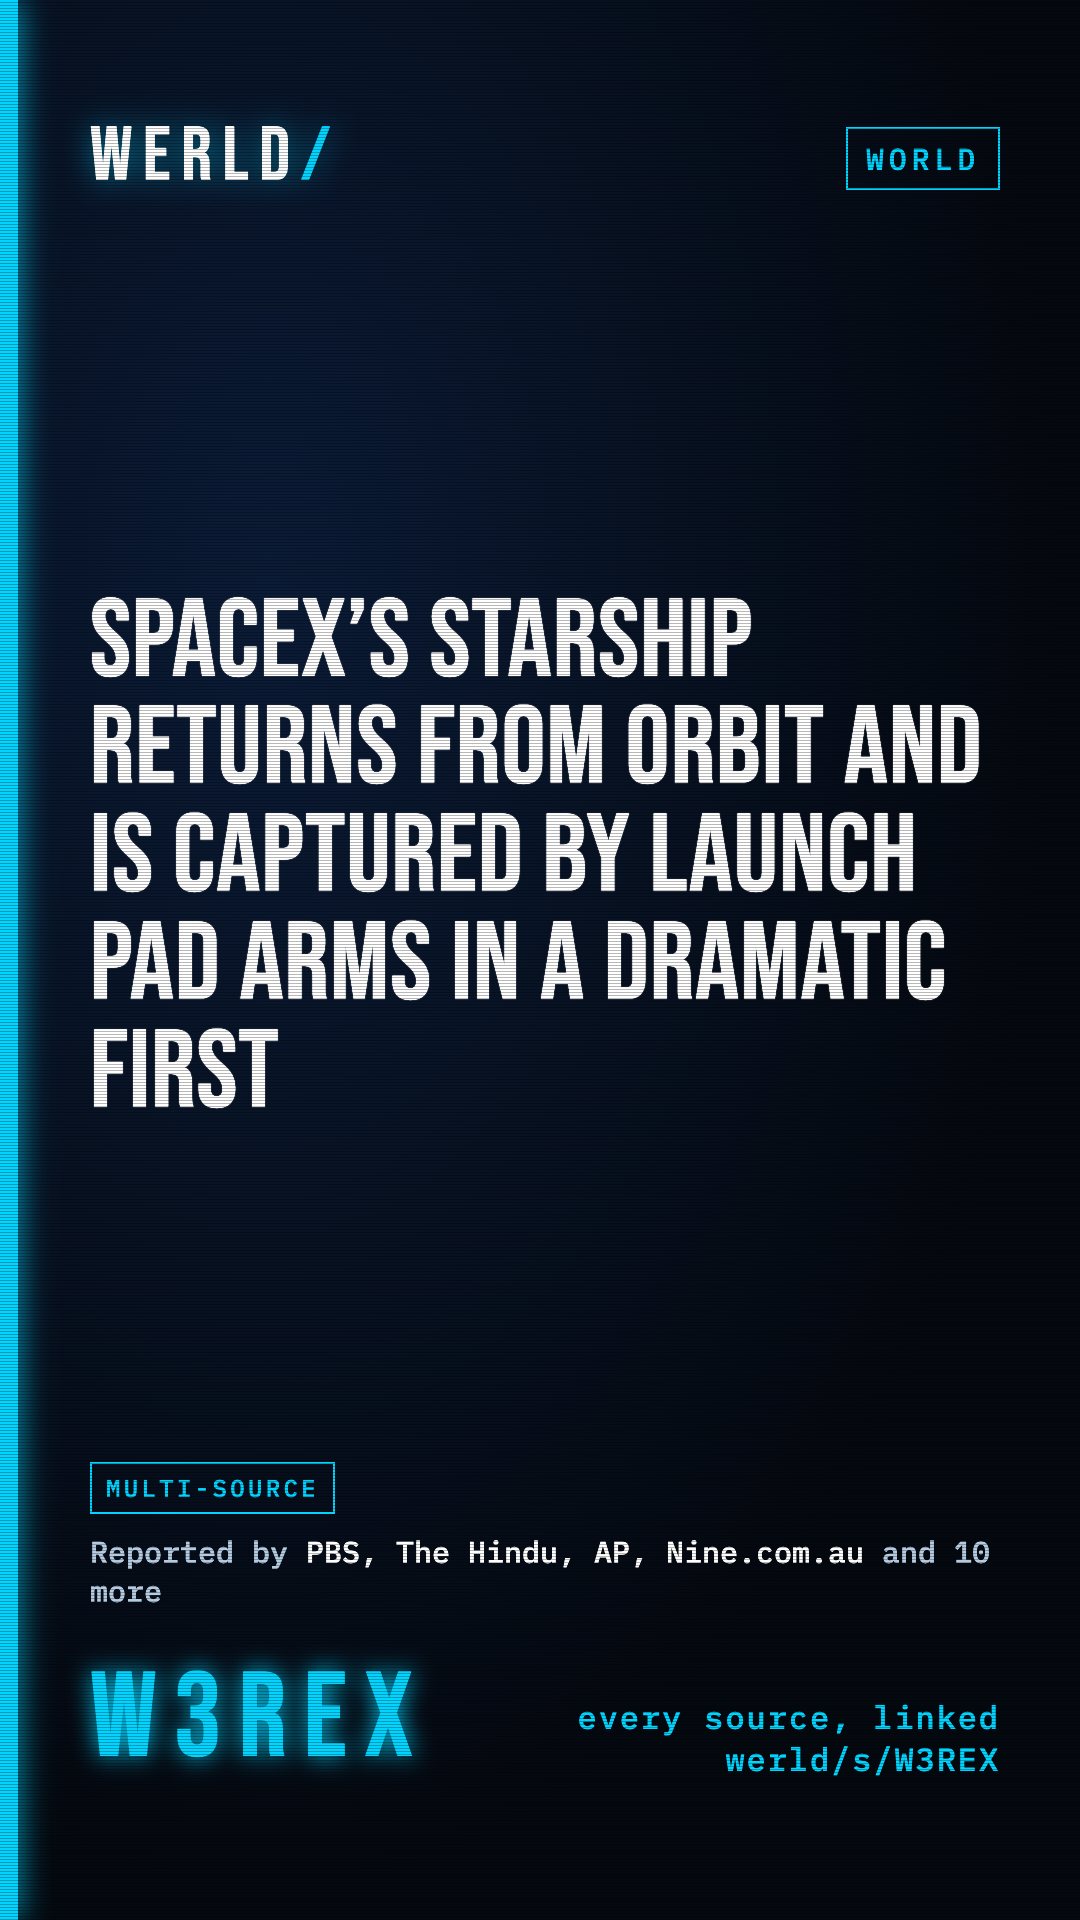 WERLD/
WORLD
SPACEX’S STARSHIP
RETURNS FROM ORBIT AND
IS CAPTURED BY LAUNCH
PAD ARMS IN A DRAMATIC
FIRST
MULTI-SOURCE
Reported by PBS, The Hindu, AP, Nine.com.au and 10
more
W3REX
every source, linked
werld/s/W3REX